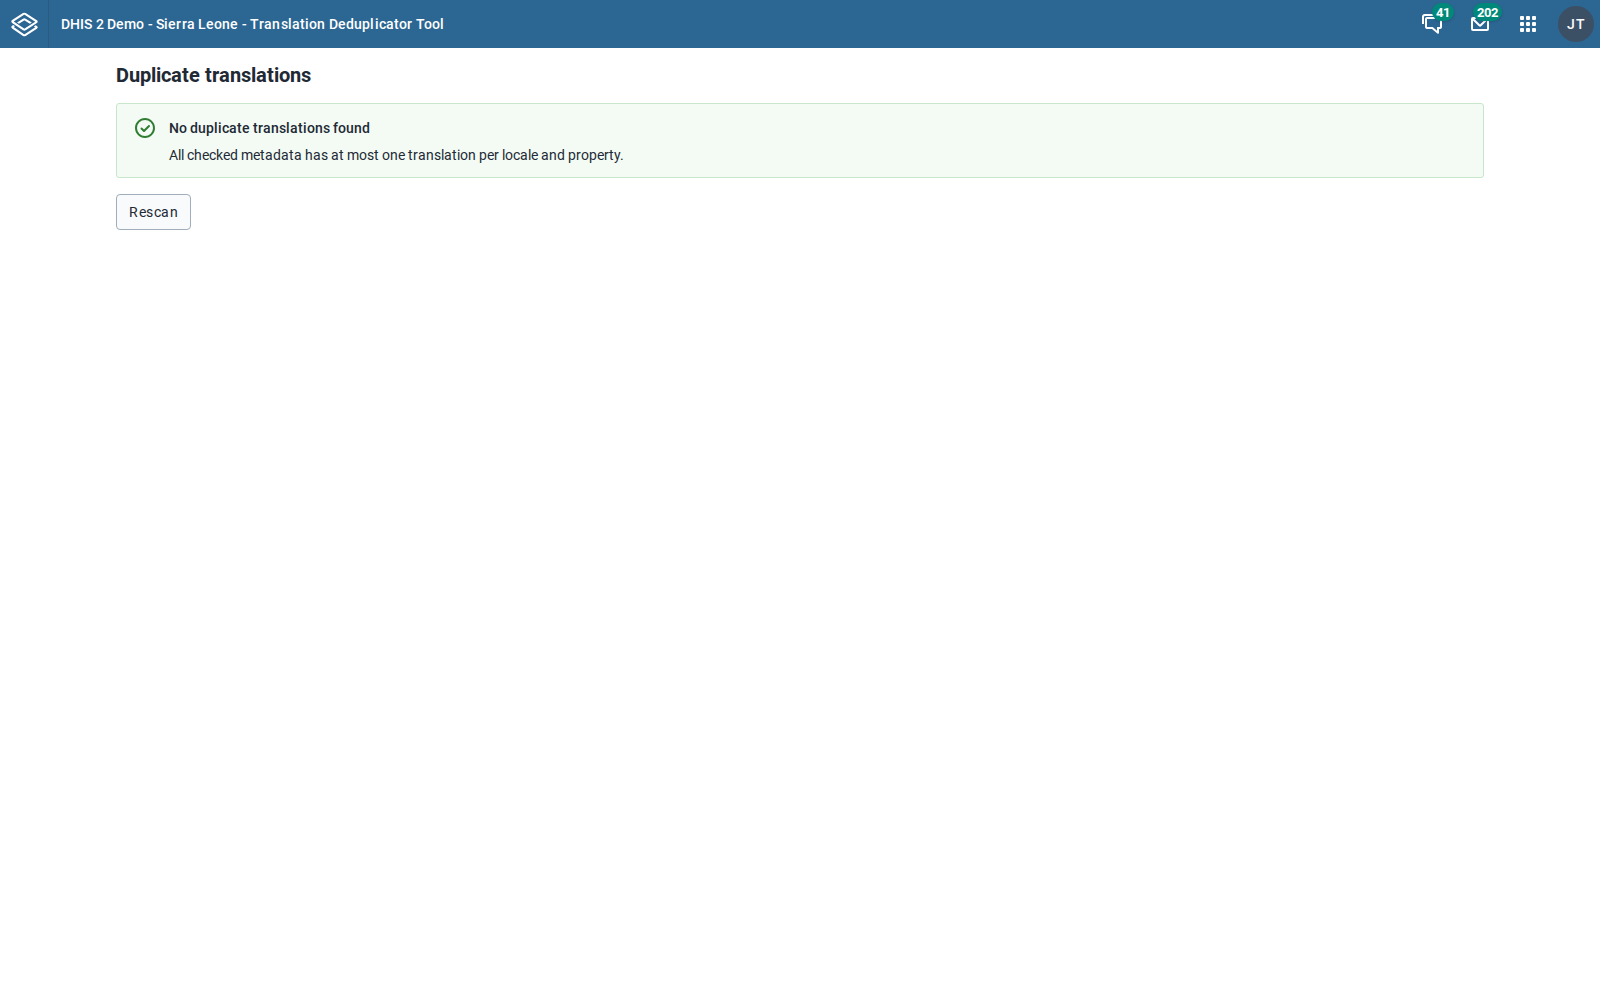 DHIS 2 Demo - Sierra Leone - Translation Deduplicator Tool
41
202
JT
Duplicate translations
No duplicate translations found
All checked metadata has at most one translation per locale and property.
Rescan